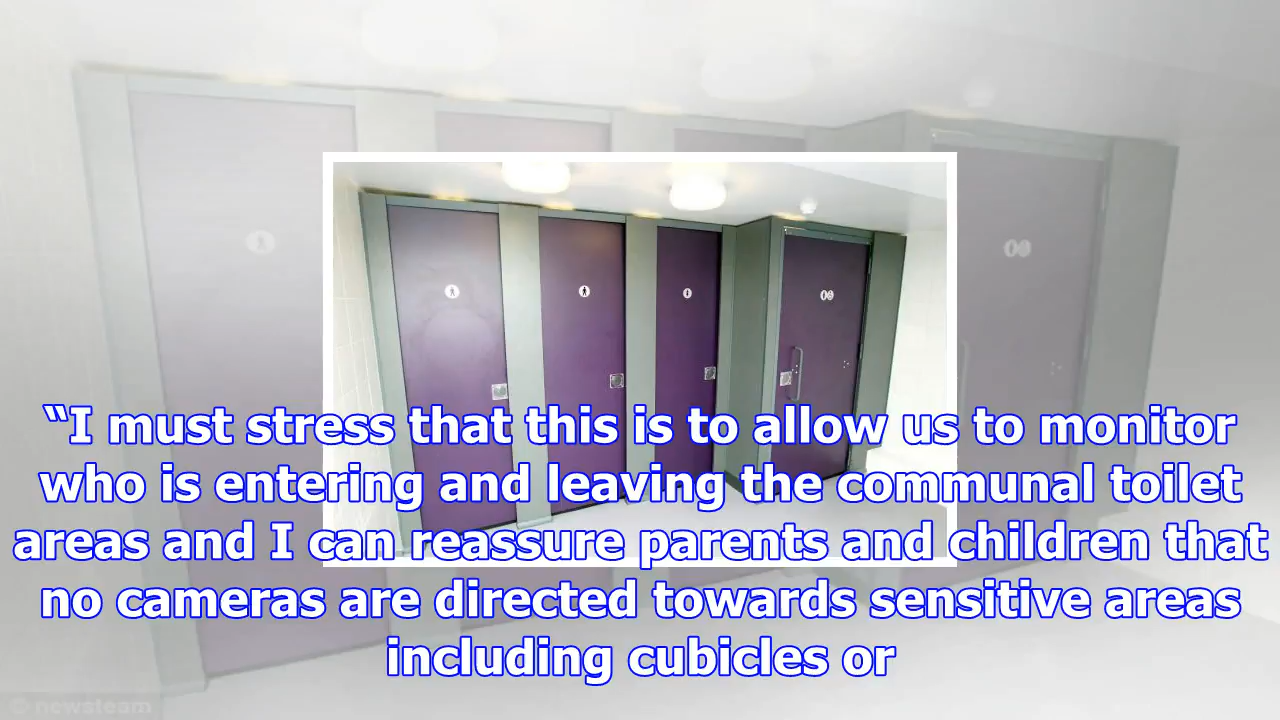 “I must stress that this is to allow us to monitor
who is entering and leaving the communal toilet
areas and I can reassure parents and children that
no cameras are directed towards sensitive areas
including cubicles or
© newsteam